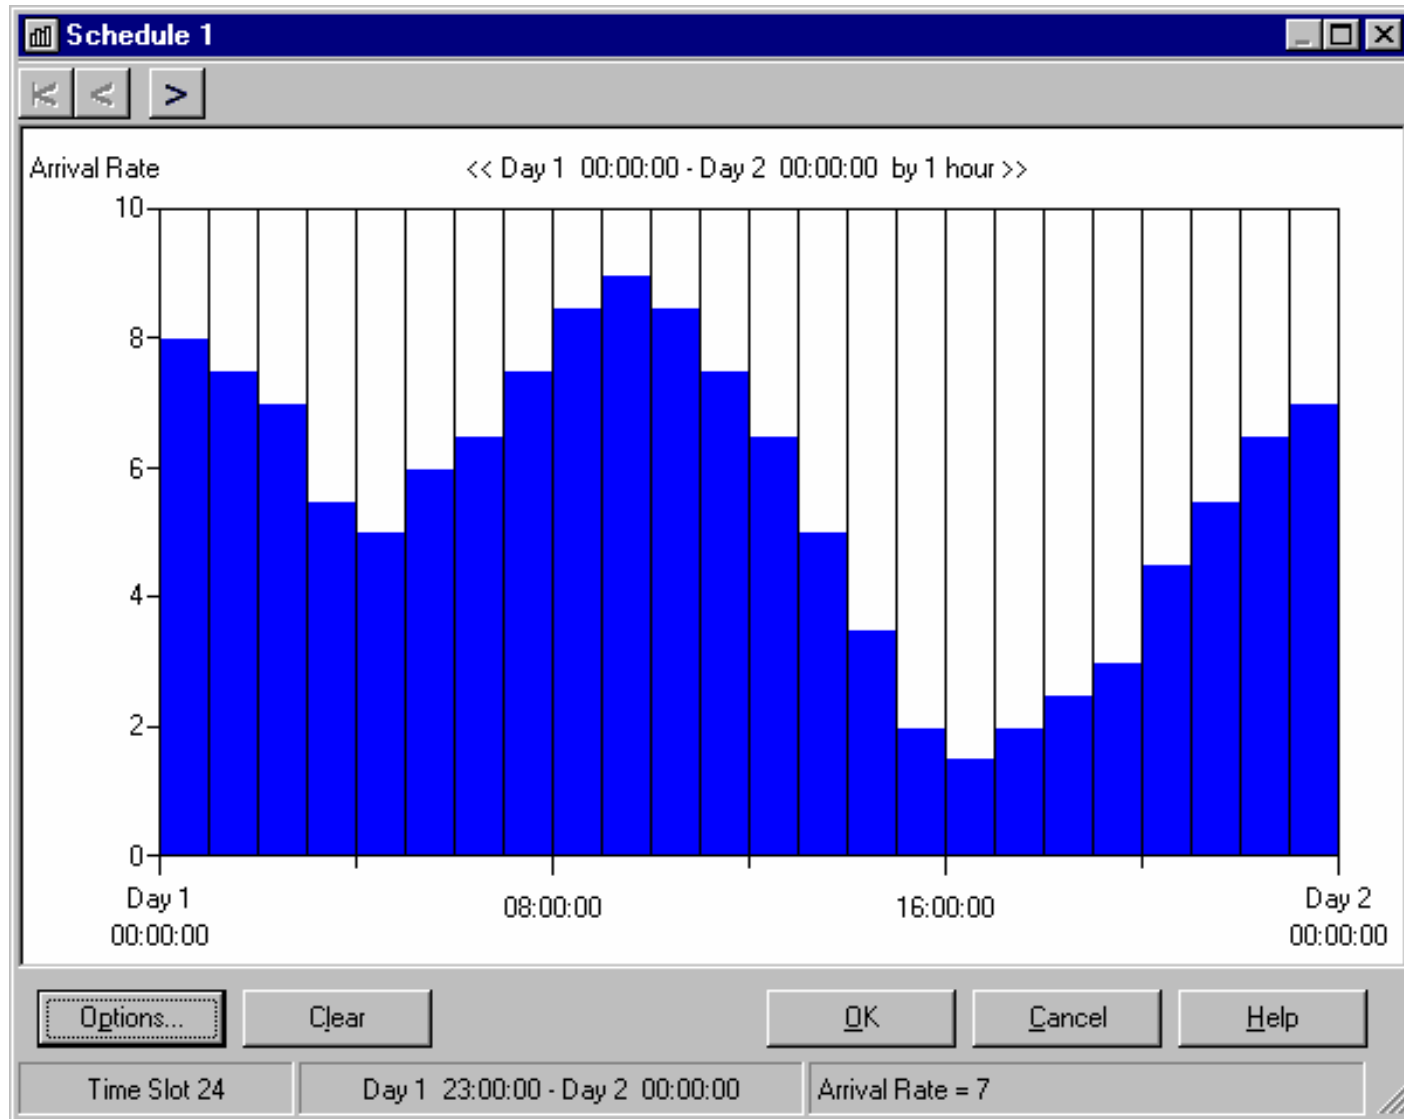 Schedule 1
Arrival Rate << Day 1 00:00:00 - Day 2 00:00:00 by 1 hour >>
10
8
6
4
2
0
Day 1 08:00:00 16:00:00 Day 2
00:00:00 00:00:00
Options... Clear OK Cancel Help
Time Slot 24 Day 1 23:00:00 - Day 2 00:00:00 Arrival Rate = 7